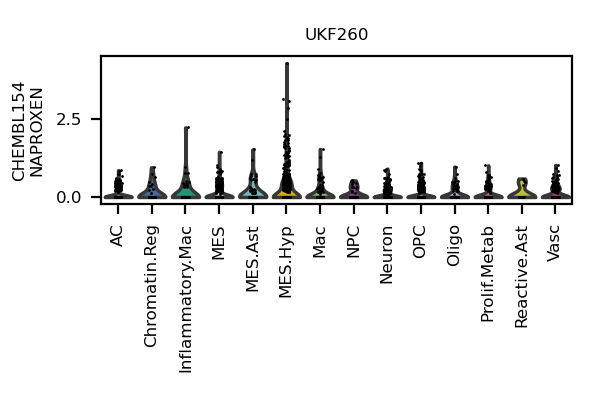 UKF260
CHEMBL154
NAPROXEN
2.5
0.0
AC
Chromatin.Reg
Inflammatory.Mac
MES
MES.Ast
MES.Hyp
Mac
NPC
Neuron
OPC
Oligo
Prolif.Metab
Reactive.Ast
Vasc